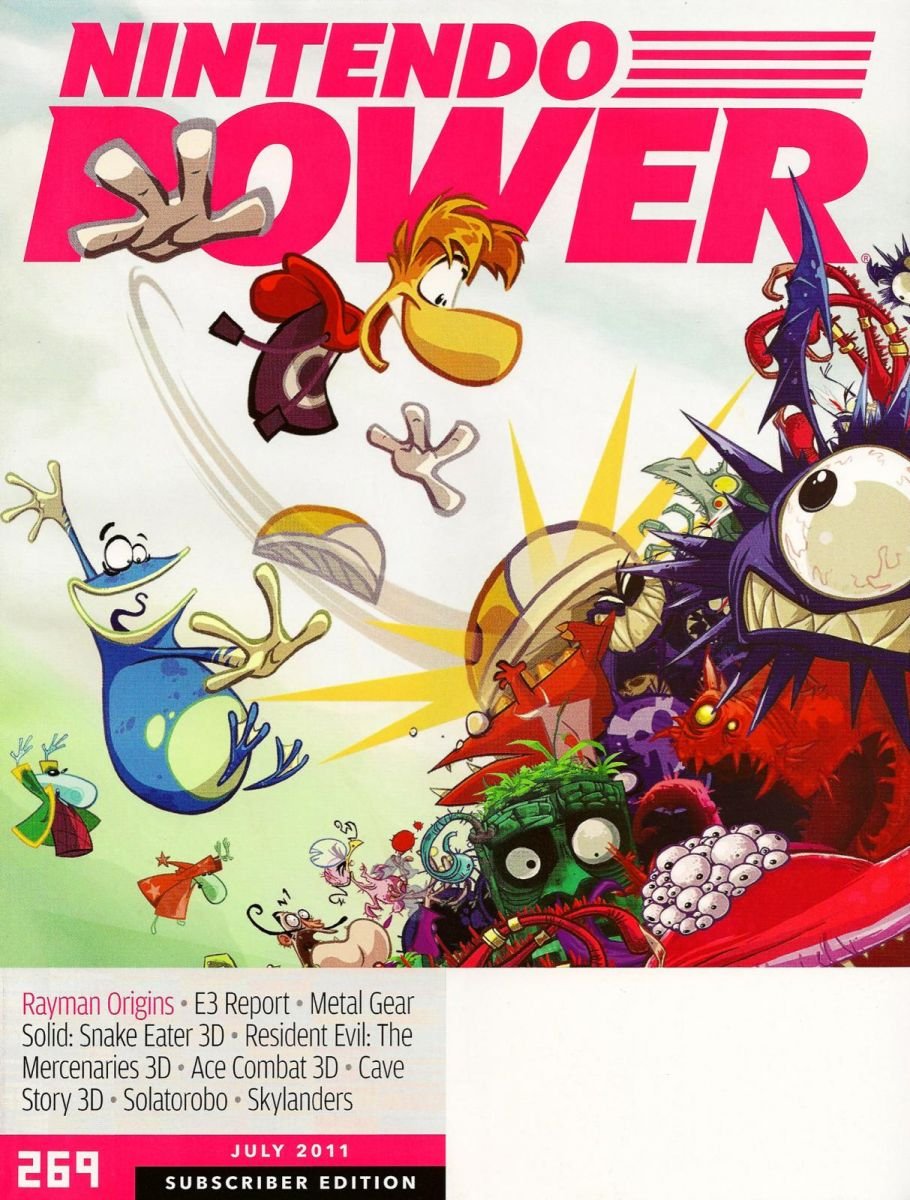 NINTENDO
POWER®
Rayman Origins • E3 Report • Metal Gear
Solid: Snake Eater 3D • Resident Evil: The
Mercenaries 3D • Ace Combat 3D • Cave
Story 3D • Solatorobo • Skylanders
269
JULY 2011
SUBSCRIBER EDITION